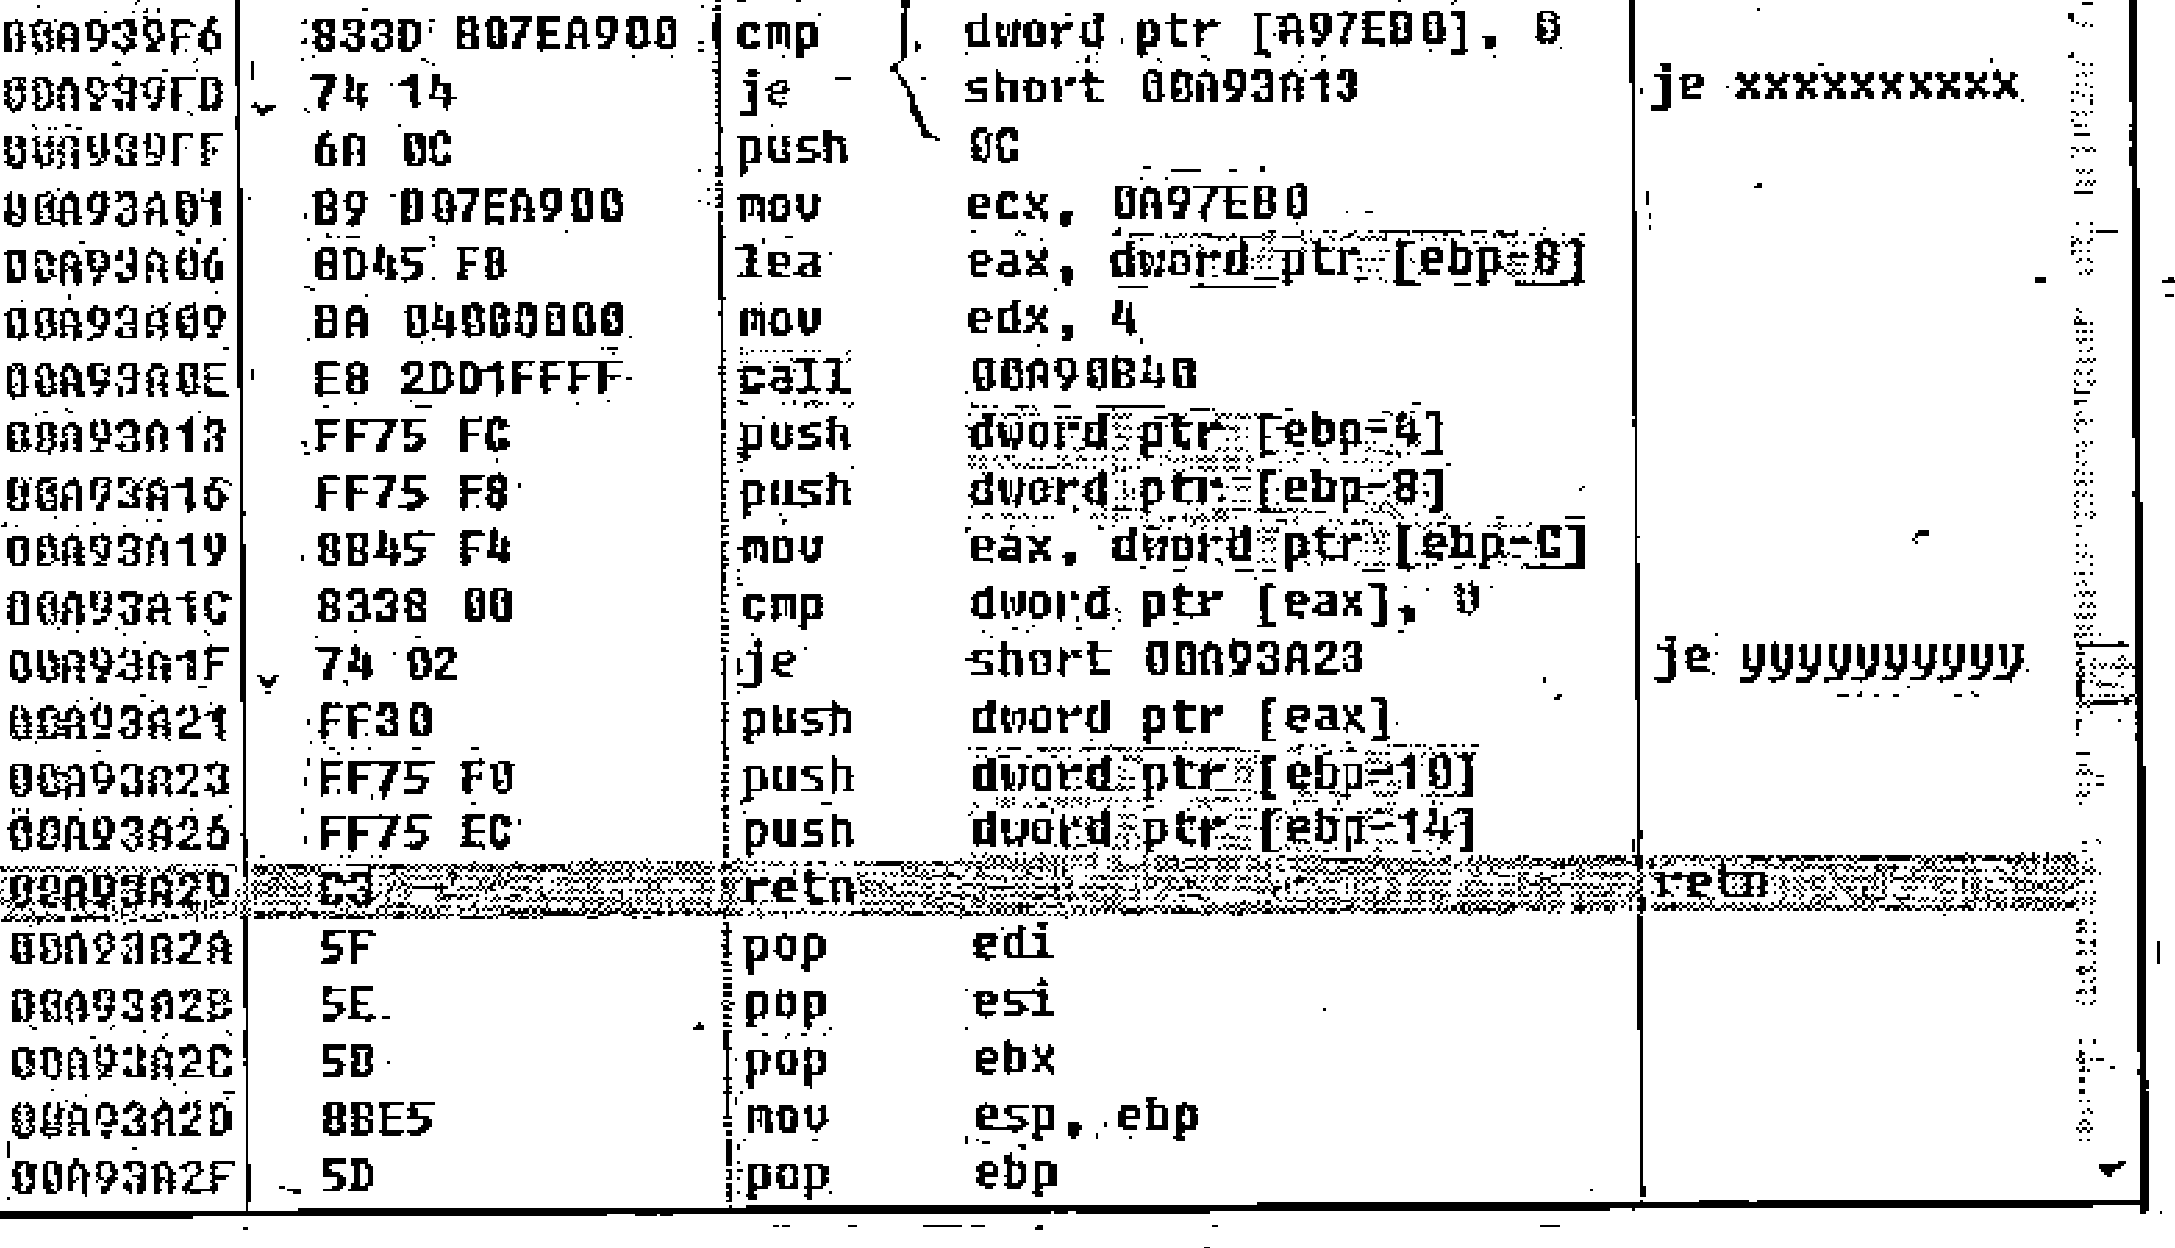 00A939F6 833D B07EA900 cmp dword ptr [A97EB0], 0
00A939FD 74 14 je short 00A93A13 je xxxxxxxxxx
00A939FF 6A 0C push 0C
00A93A01 B9 B07EA900 mov ecx, 0A97EB0
00A93A06 8D45 F8 lea eax, dword ptr [ebp-8]
00A93A09 BA 04000000 mov edx, 4
00A93A0E E8 2DD1FFFF call 00A90B40
00A93A13 FF75 FC push dword ptr [ebp-4]
00A93A16 FF75 F8 push dword ptr [ebp-8]
00A93A19 8B45 F4 mov eax, dword ptr [ebp-C]
00A93A1C 8338 00 cmp dword ptr [eax], 0
00A93A1F 74 02 je short 00A93A23 je yyyyyyyyyy
00A93A21 FF30 push dword ptr [eax]
00A93A23 FF75 F0 push dword ptr [ebp-10]
00A93A26 FF75 EC push dword ptr [ebp-14]
00A93A29 C3 retn retn
00A93A2A 5F pop edi
00A93A2B 5E pop esi
00A93A2C 5B pop ebx
00A93A2D 8BE5 mov esp, ebp
00A93A2F 5D pop ebp